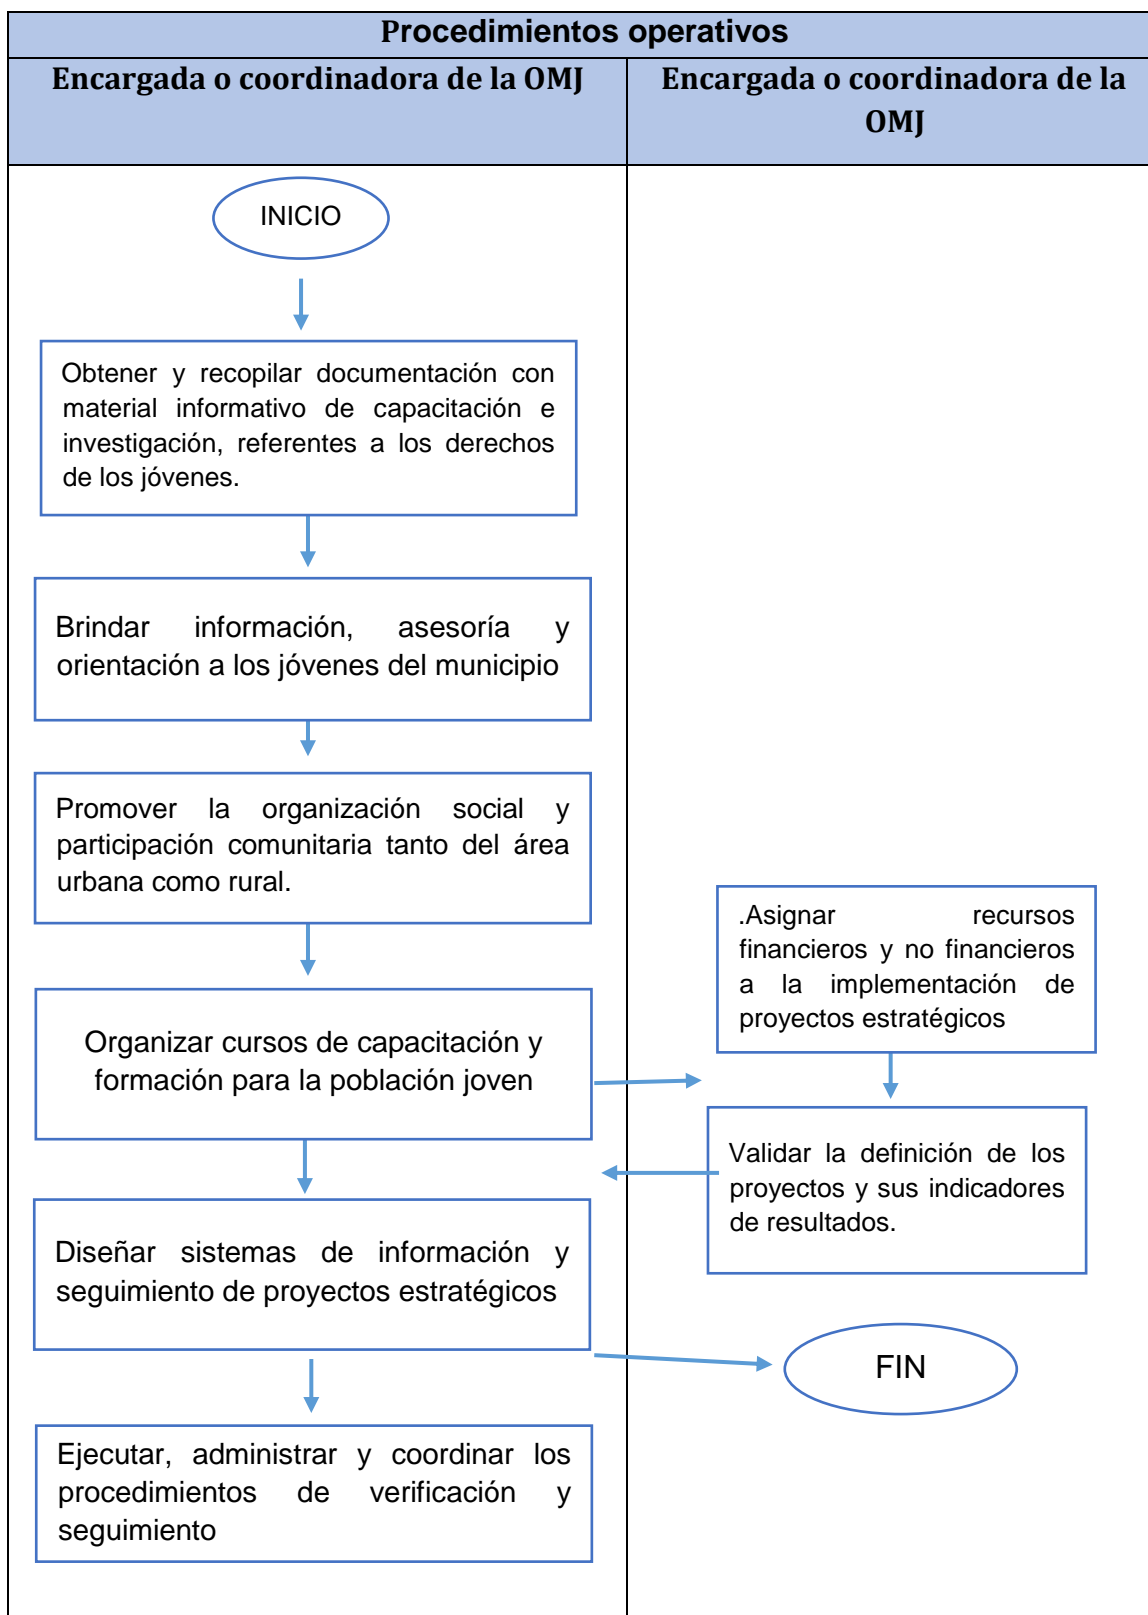 Procedimientos operativos
Encargada o coordinadora de la OMJ
Encargada o coordinadora de la
OMJ
INICIO
Obtener y recopilar documentación con
material informativo de capacitación e
investigación, referentes a los derechos
de los jóvenes.
Brindar información, asesoría y
orientación a los jóvenes del municipio
Promover la organización social y
participación comunitaria tanto del área
urbana como rural.
Organizar cursos de capacitación y
formación para la población joven
Diseñar sistemas de información y
seguimiento de proyectos estratégicos
Ejecutar, administrar y coordinar los
procedimientos de verificación y
seguimiento
.Asignar recursos
financieros y no financieros
a la implementación de
proyectos estratégicos
Validar la definición de los
proyectos y sus indicadores
de resultados.
FIN